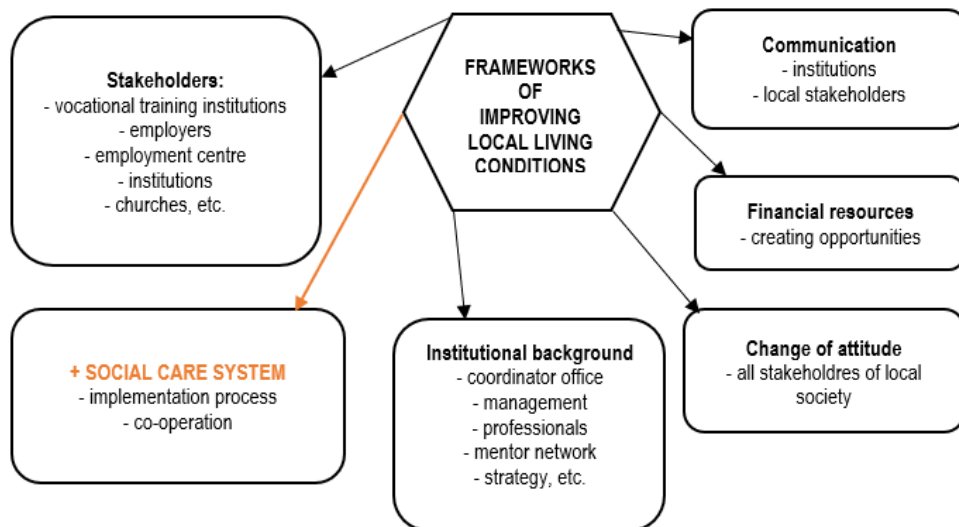 Stakeholders:
- vocational training institutions
- employers
- employment centre
- institutions
- churches, etc.
FRAMEWORKS
OF
IMPROVING
LOCAL LIVING
CONDITIONS
Communication
- institutions
- local stakeholders
Financial resources
- creating opportunities
+ SOCIAL CARE SYSTEM
- implementation process
- co-operation
Institutional background
- coordinator office
- management
- professionals
- mentor network
- strategy, etc.
Change of attitude
- all stakeholdres of local
society